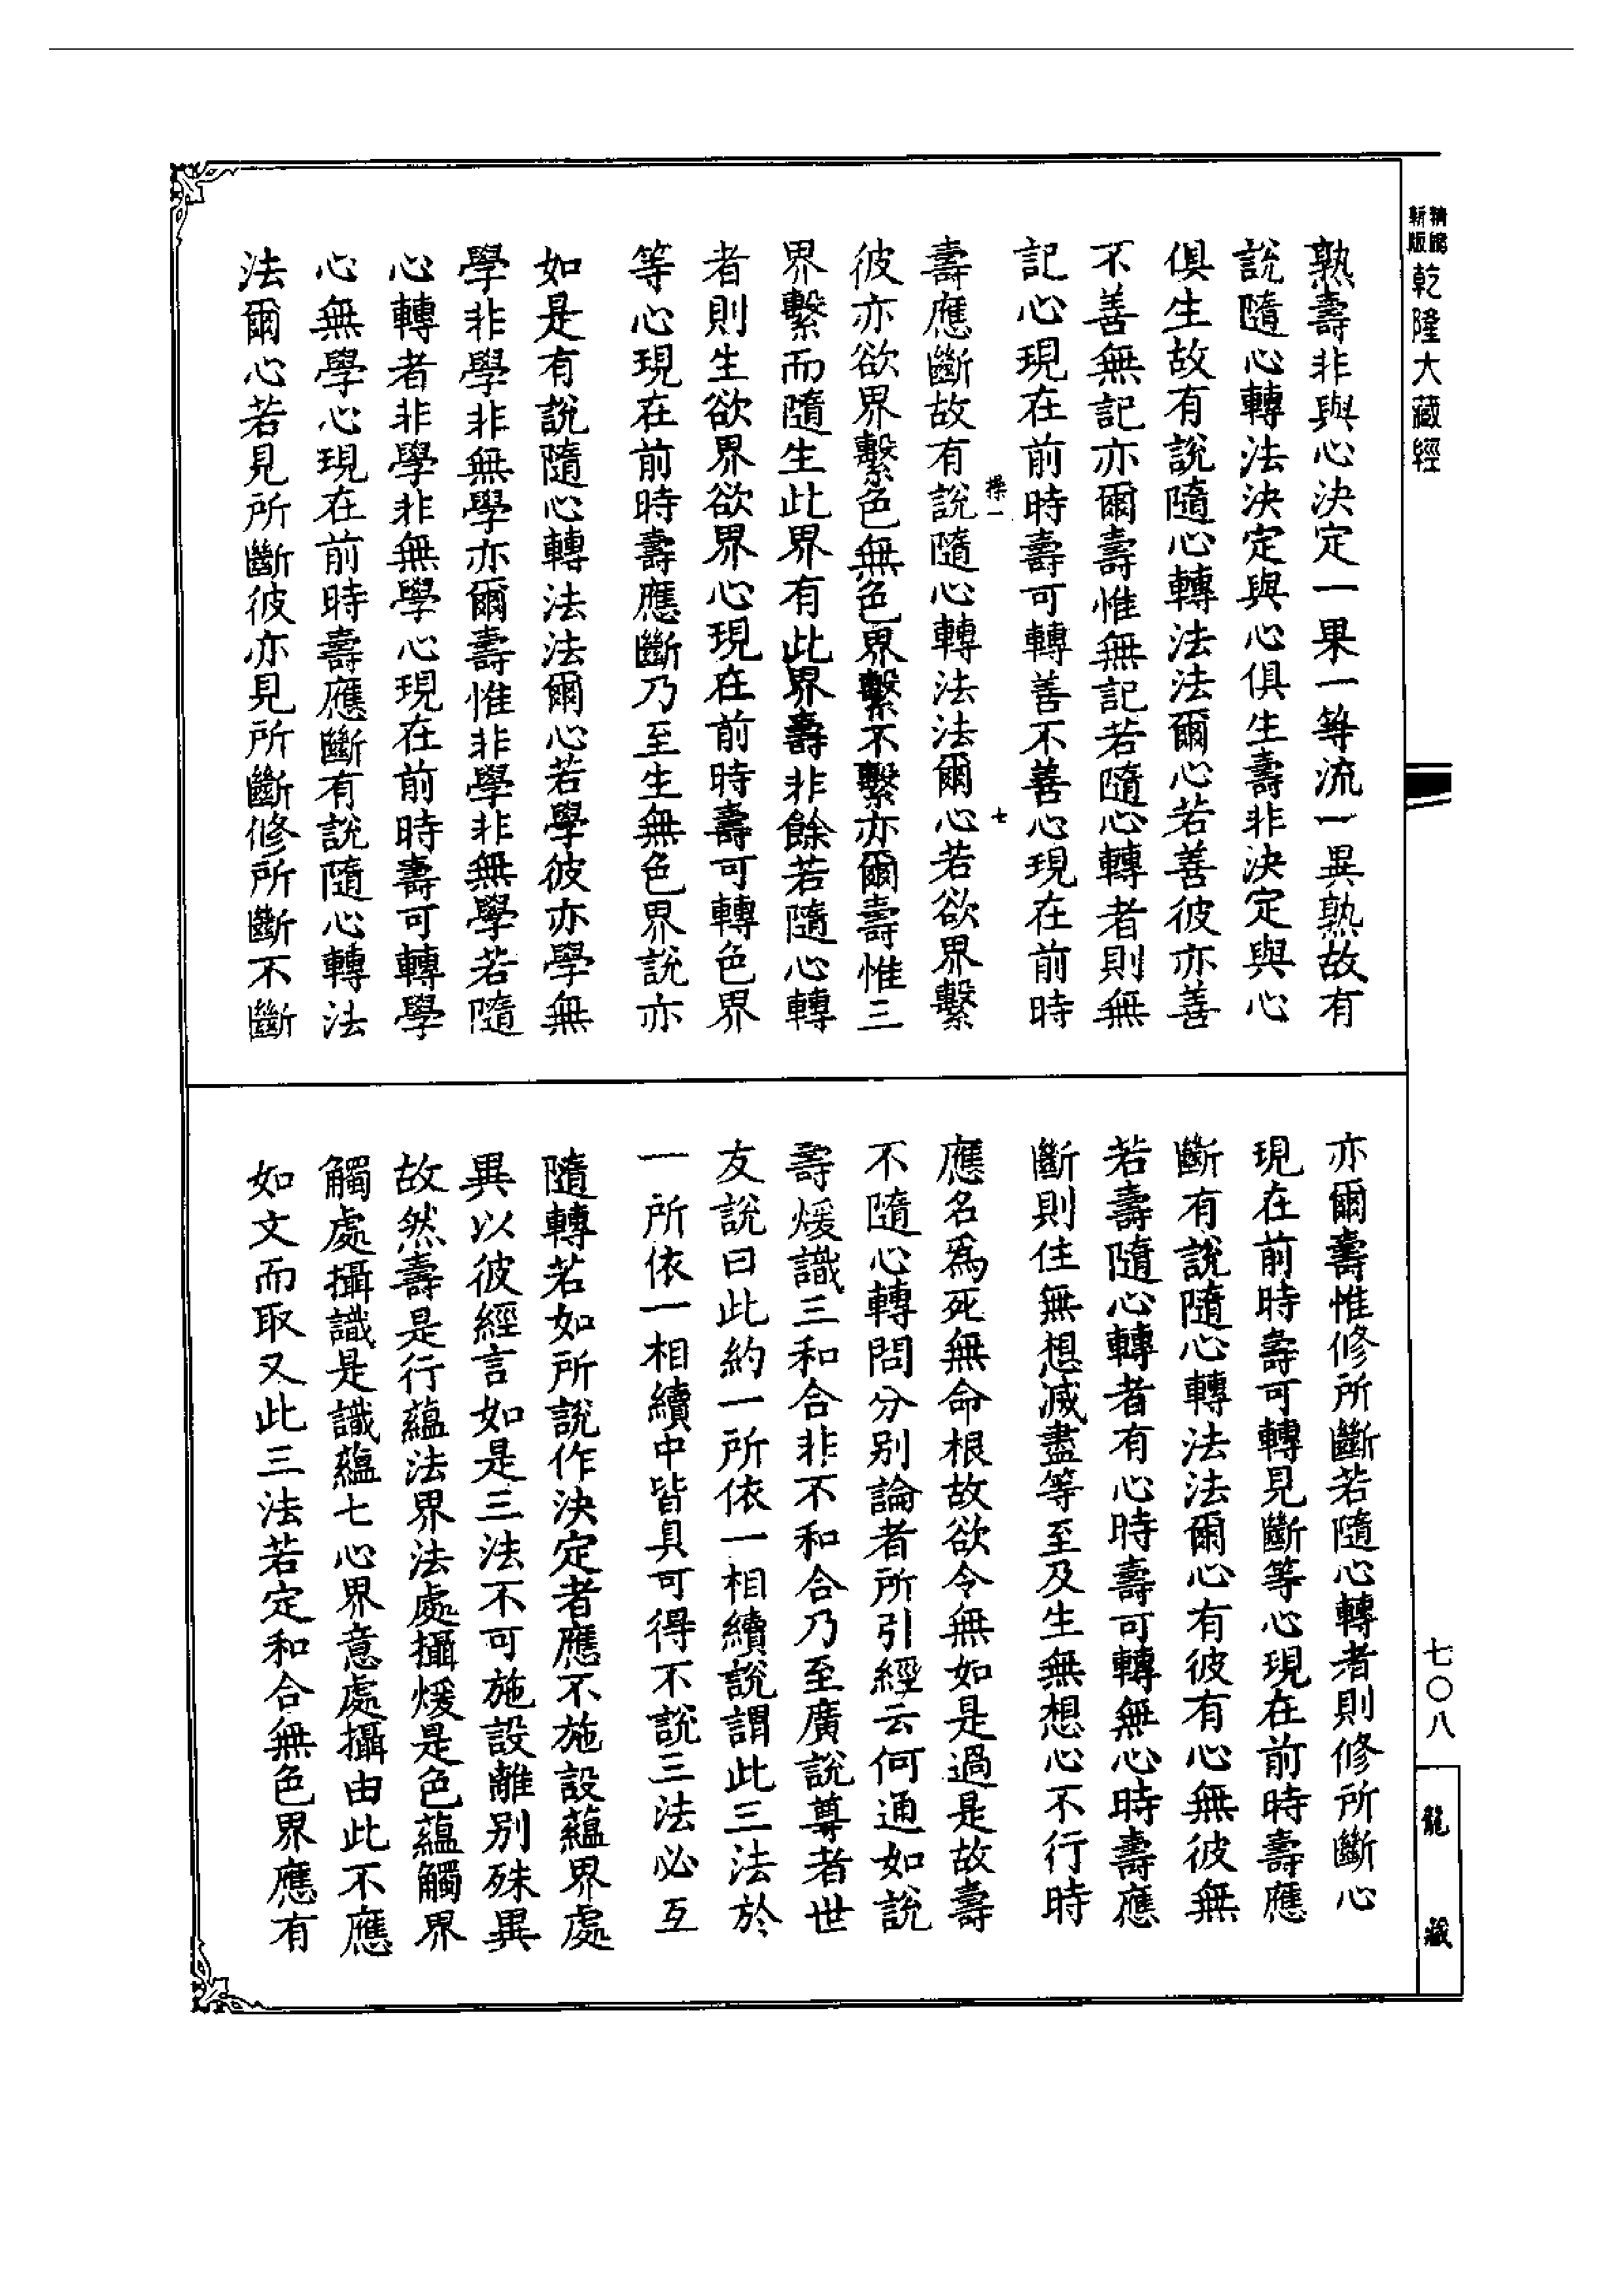 精縮
新版
乾隆大藏經
熟壽非與心決定一果一等流一異熟故有
說隨心轉法決定與心俱生壽非決定與心
俱生故有說隨心轉法法爾心若善彼亦善
不善無記亦爾壽惟無記若隨心轉者則無
記心現在前時壽可轉善不善心現在前時
操一
七
壽應斷故有說隨心轉法法爾心若欲界繫
彼亦欲界繫色無色界繫不繫亦爾壽惟三
界繫而隨生此界有此界壽非餘若隨心轉
者則生欲界欲界心現在前時壽可轉色界
等心現在前時壽應斷乃至生無色界說亦
如是有說隨心轉法法爾心若學彼亦學無
學非學非無學亦爾壽惟非學非無學若隨
心轉者非學非無學心現在前時壽可轉學
心無學心現在前時壽應斷有說隨心轉法
法爾心若見所斷彼亦見所斷修所斷不斷
亦爾壽惟修所斷若隨心轉者則修所斷心
現在前時壽可轉見斷等心現在前時壽應
斷有說隨心轉法法爾心有彼有心無彼無
若壽隨心轉者有心時壽可轉無心時壽應
斷則住無想滅盡等至及生無想心不行時
應名爲死無命根故欲令無如是過是故壽
不隨心轉問分別論者所引經云何通如說
壽煖識三和合非不和合乃至廣說尊者世
友說曰此約一所依一相續說謂此三法於
一所依一相續中皆具可得不說三法必互
隨轉若如所說作決定者應不施設蘊界處
異以彼經言如是三法不可施設離別殊異
故然壽是行蘊法界法處攝煖是色蘊觸界
觸處攝識是識蘊七心界意處攝由此不應
如文而取又此三法若定和合無色界應有
七〇八
龍藏